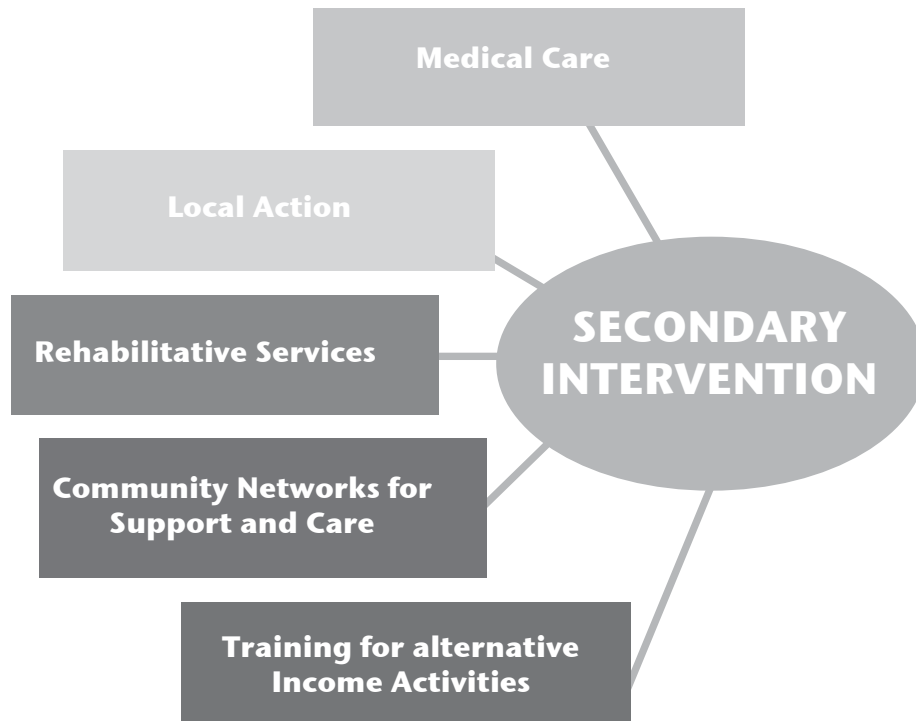 Medical Care
Local Action
Rehabilitative Services
SECONDARY
INTERVENTION
Community Networks for
Support and Care
Training for alternative
Income Activities